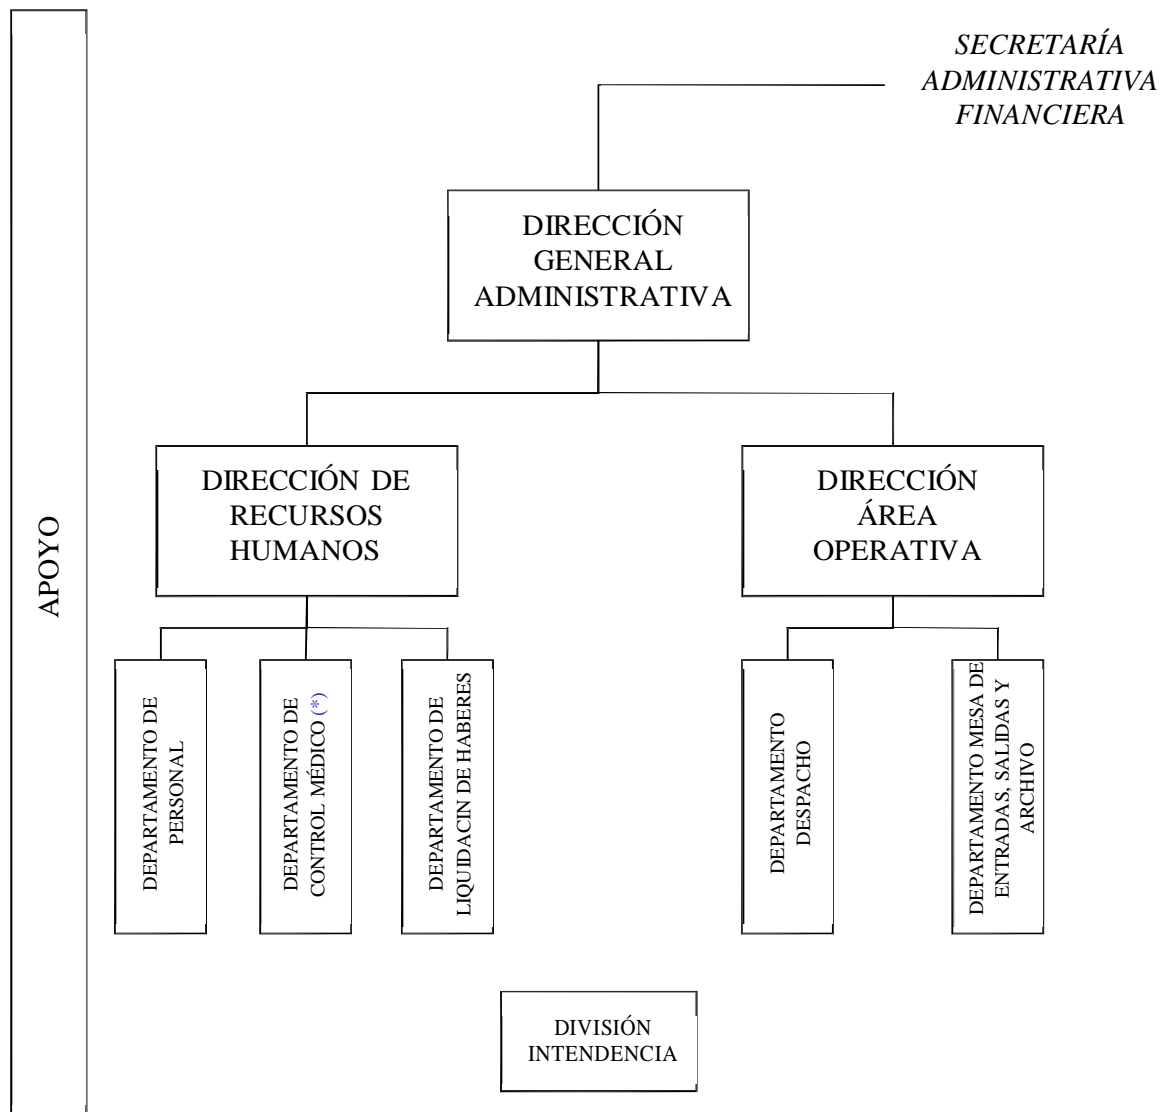 SECRETARÍA
ADMINISTRATIVA
FINANCIERA
DIRECCIÓN
GENERAL
ADMINISTRATIVA
DIRECCIÓN DE
RECURSOS
HUMANOS
DIRECCIÓN
ÁREA
OPERATIVA
APOYO
DEPARTAMENTO DE
PERSONAL
DEPARTAMENTO DE
CONTROL MÉDICO (*)
DEPARTAMENTO DE
LIQUIDACIN DE HABERES
DEPARTAMENTO
DESPACHO
DEPARTAMENTO MESA DE
ENTRADAS, SALIDAS Y
ARCHIVO
DIVISIÓN
INTENDENCIA